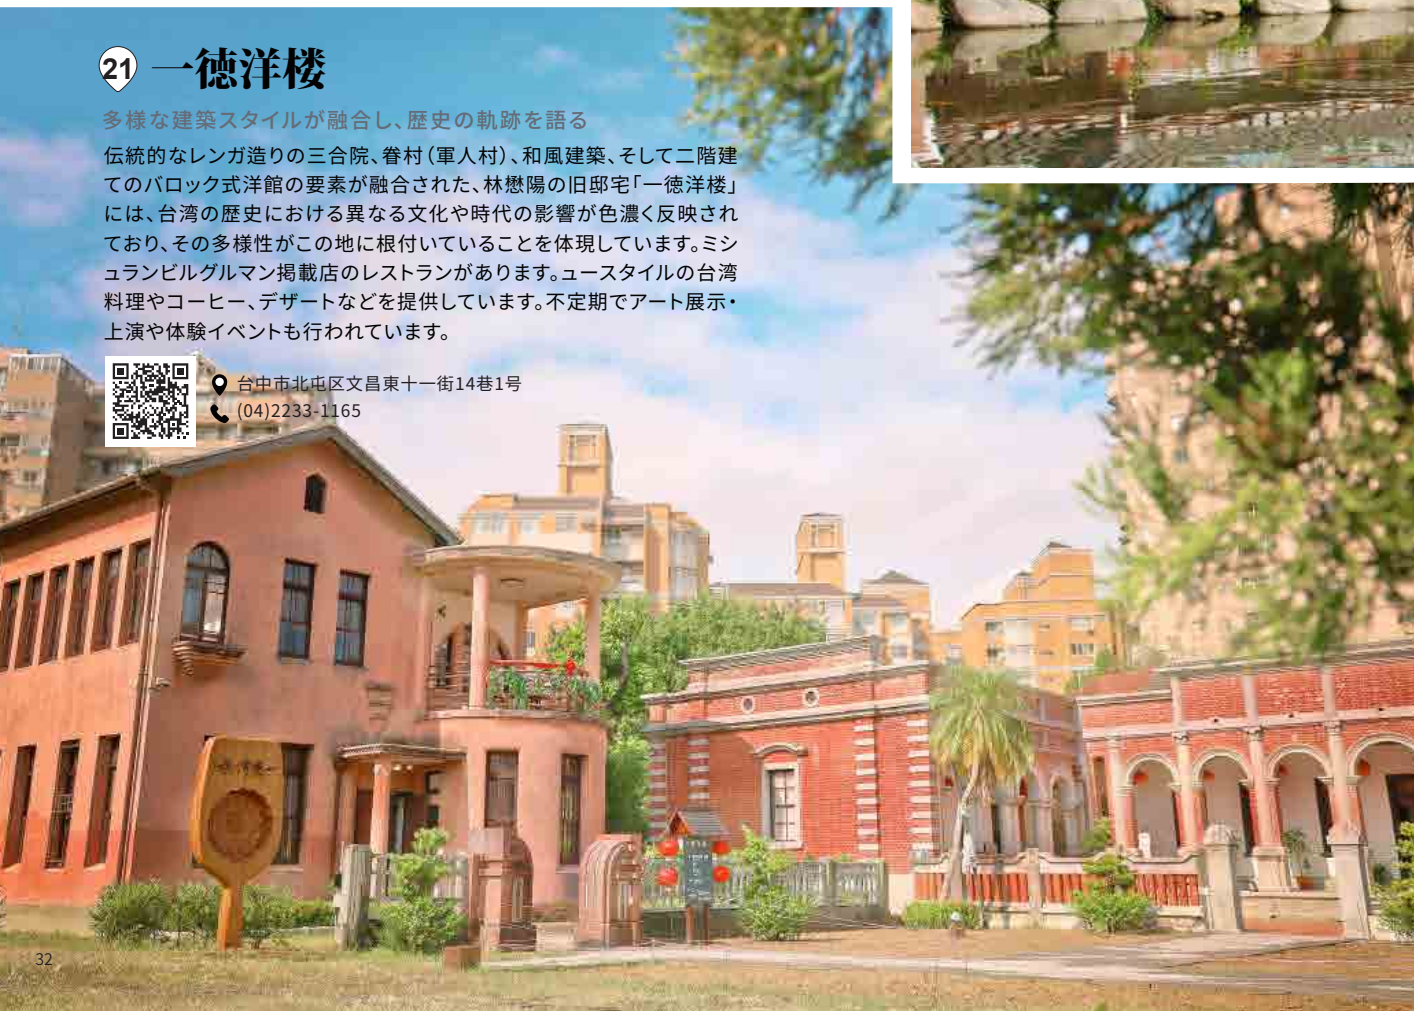 21 一徳洋楼
多様な建築スタイルが融合し、歴史の軌跡を語る
伝統的なレンガ造りの三合院、眷村（軍人村）、和風建築、そして二階建
てのバロック式洋館の要素が融合された、林懋陽の旧邸宅「一徳洋楼」
には、台湾の歴史における異なる文化や時代の影響が色濃く反映され
ており、その多様性がこの地に根付いていることを体現しています。ミシ
ュランビルグルマン掲載店のレストランがあります。ュースタイルの台湾
料理やコーヒー、デザートなどを提供しています。不定期でアート展示・
上演や体験イベントも行われています。
台中市北屯区文昌東十一街14巷1号
(04)2233-1165
32